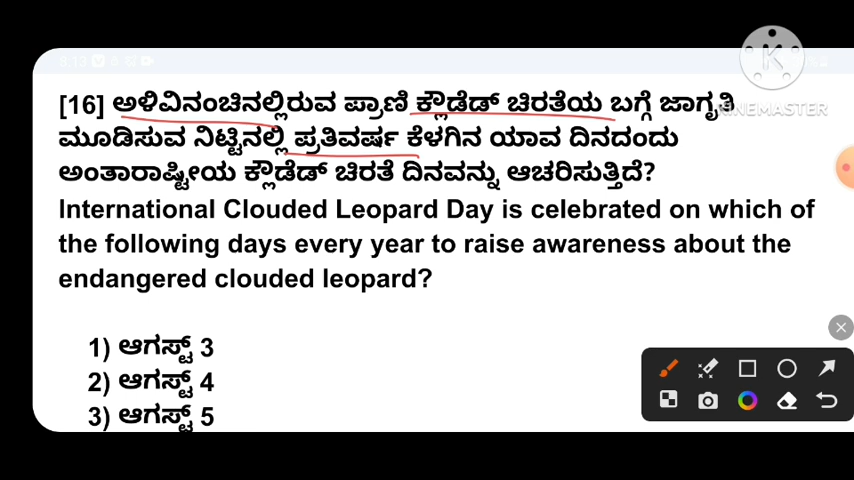 K
KINEMASTER
[16] ಅಳಿವಿನಂಚಿನಲ್ಲಿರುವ ಪ್ರಾಣಿ ಕ್ಲೌಡೆಡ್ ಚಿರತೆಯ ಬಗ್ಗೆ ಜಾಗೃತಿ
ಮೂಡಿಸುವ ನಿಟ್ಟಿನಲ್ಲಿ ಪ್ರತಿವರ್ಷ ಕೆಳಗಿನ ಯಾವ ದಿನದಂದು
ಅಂತಾರಾಷ್ಟ್ರೀಯ ಕ್ಲೌಡೆಡ್ ಚಿರತೆ ದಿನವನ್ನು ಆಚರಿಸುತ್ತಿದೆ?
International Clouded Leopard Day is celebrated on which of
the following days every year to raise awareness about the
endangered clouded leopard?
1) ಆಗಸ್ಟ್ 3
2) ಆಗಸ್ಟ್ 4
3) ಆಗಸ್ಟ್ 5